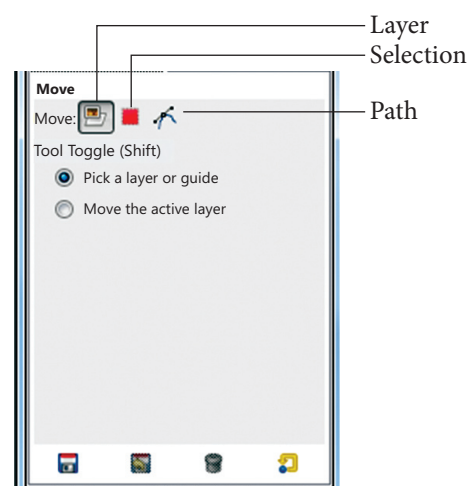 Layer
Selection
Move
Move:
Path
Tool Toggle (Shift)
Pick a layer or guide
Move the active layer